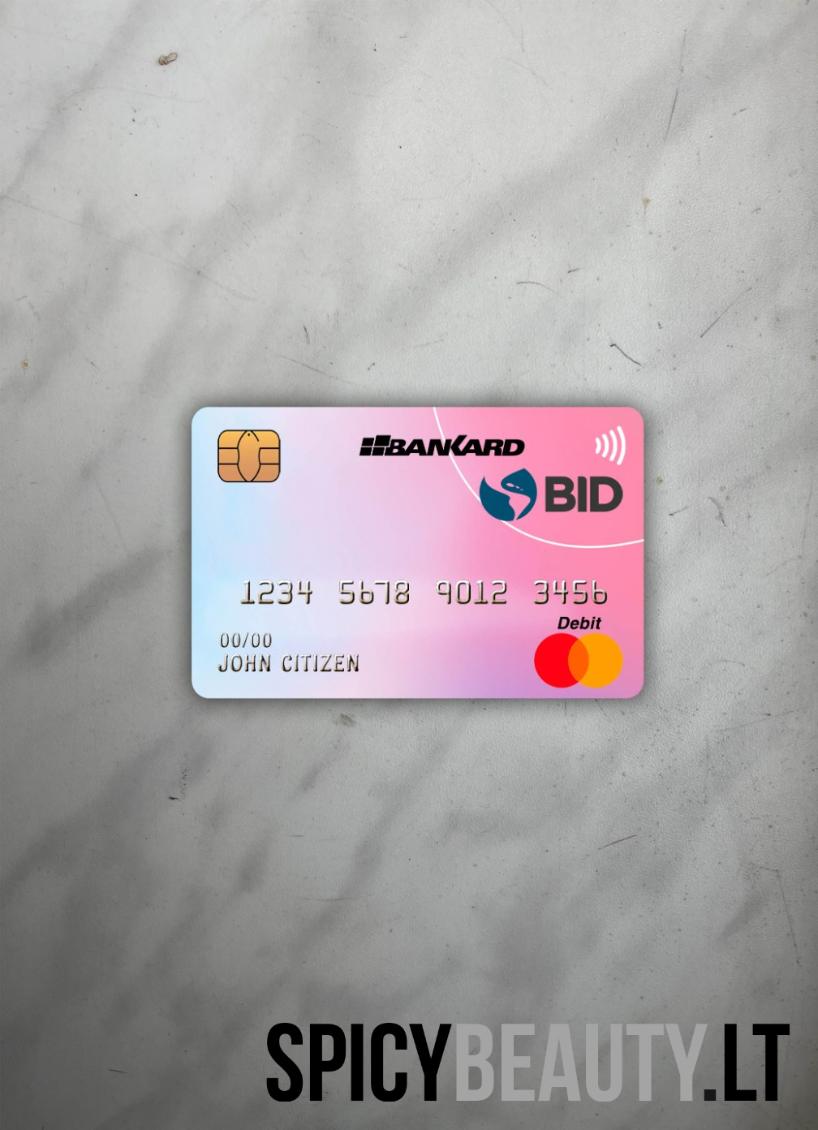 BANKARD
BID
1234 5678 9012 3456
Debit
00/00
JOHN CITIZEN
SPICYBEAUTY.LT